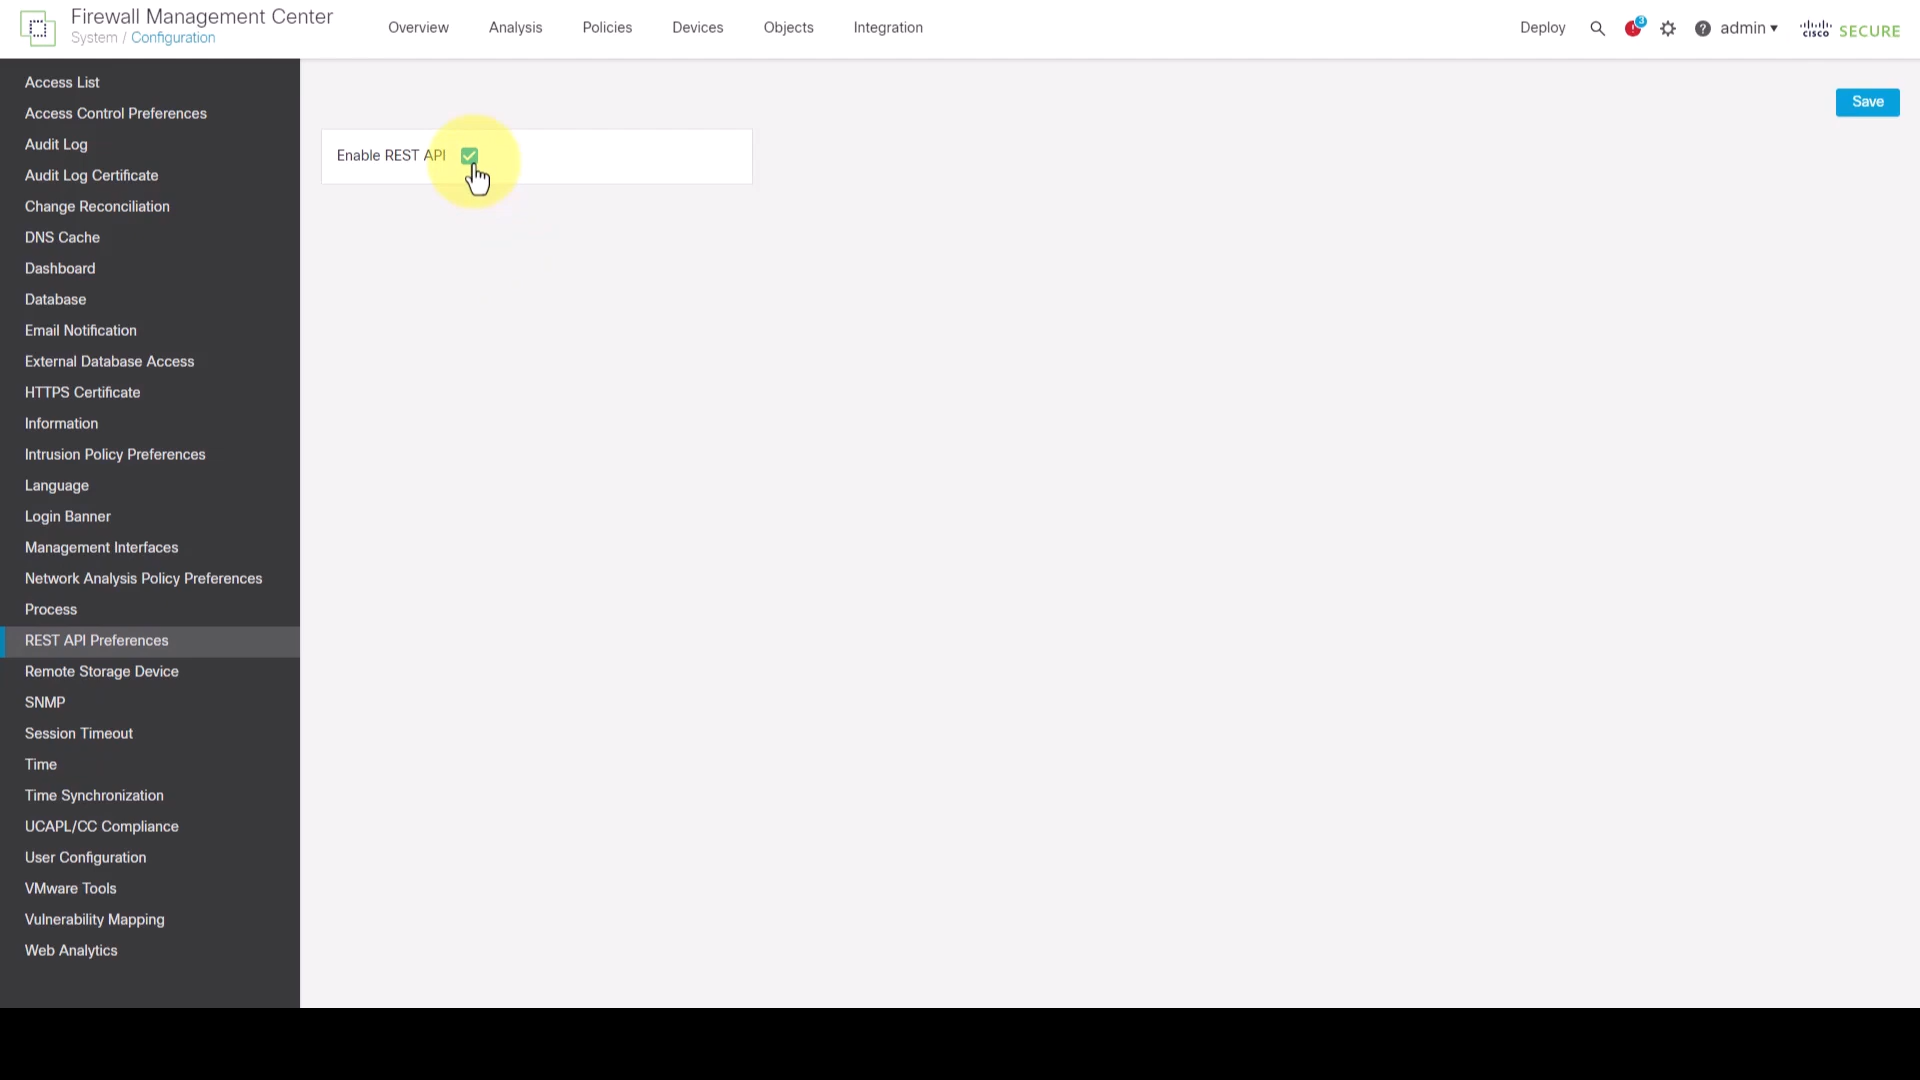 Firewall Management Center
System / Configuration
Overview
Analysis
Policies
Devices
Objects
Integration
Deploy
3
admin
cisco SECURE
Access List
Access Control Preferences
Audit Log
Audit Log Certificate
Change Reconciliation
DNS Cache
Dashboard
Database
Email Notification
External Database Access
HTTPS Certificate
Information
Intrusion Policy Preferences
Language
Login Banner
Management Interfaces
Network Analysis Policy Preferences
Process
REST API Preferences
Remote Storage Device
SNMP
Session Timeout
Time
Time Synchronization
UCAPL/CC Compliance
User Configuration
VMware Tools
Vulnerability Mapping
Web Analytics
Save
Enable REST API